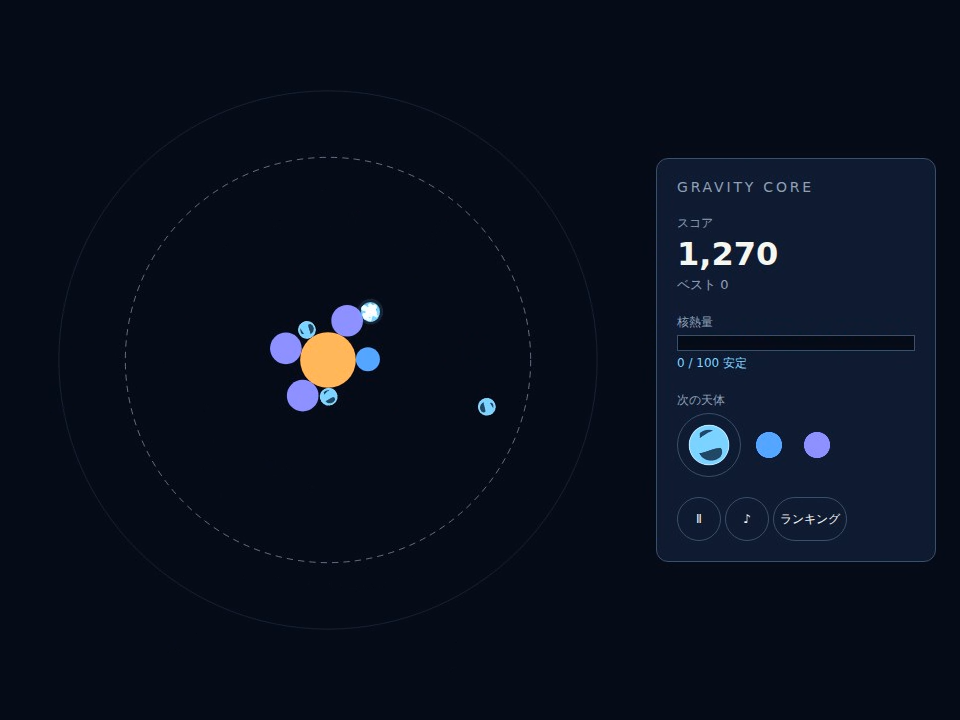 GRAVITY CORE
スコア
1,270
ベスト 0
核熱量
0 / 100 安定
次の天体
Ⅱ ♪ ランキング